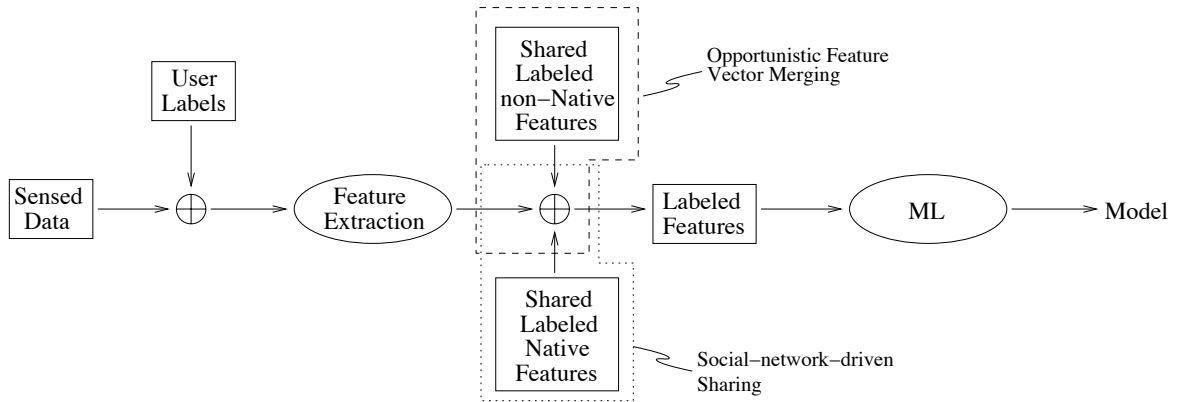 User
Labels
Sensed
Data
Feature
Extraction
Shared
Labeled
non−Native
Features
Opportunistic Feature
Vector Merging
Shared
Labeled
Native
Features
Social−network−driven
Sharing
Labeled
Features
ML
Model